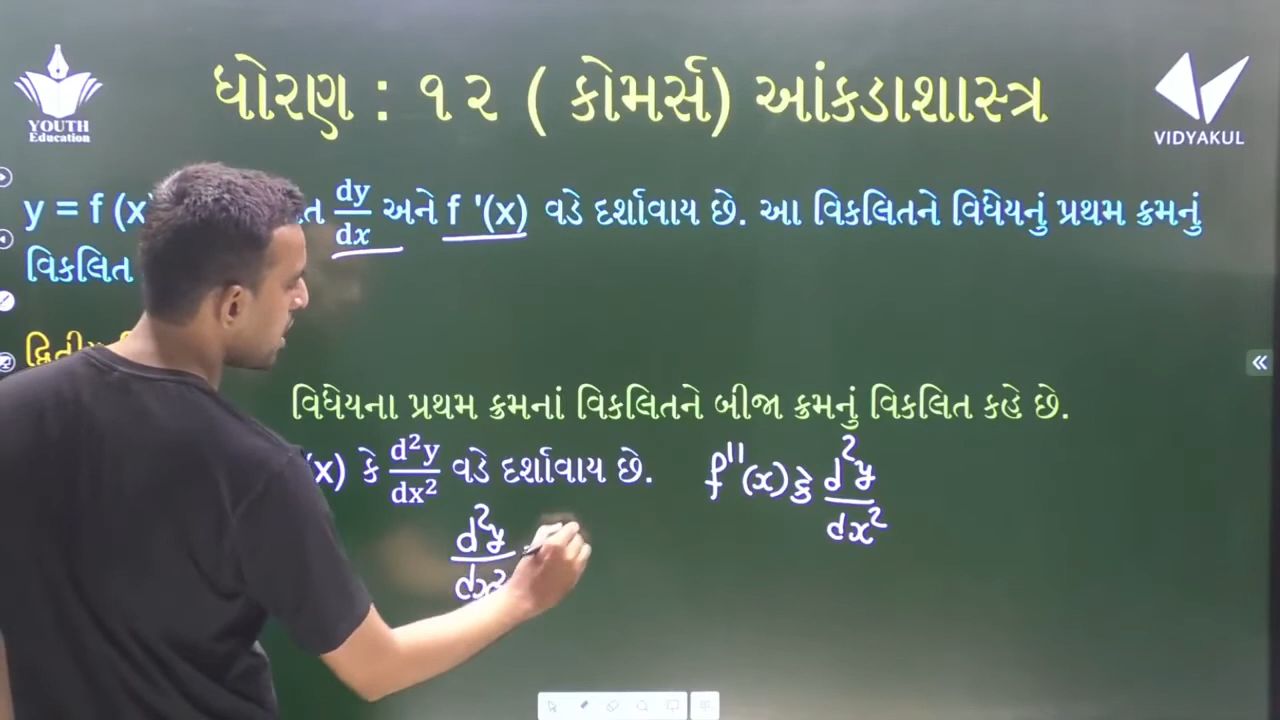 ધોરણ : ૧૨ ( કોમર્સ) આંકડાશાસ્ત્ર
YOUTH
Education
VIDYAKUL
y = f (x) dy/dx અને f '(x) વડે દર્શાવાય છે. આ વિકલિતને વિધેયનું પ્રથમ ક્રમનું
વિકલિત
વિધેયના પ્રથમ ક્રમનાં વિકલિતને બીજા ક્રમનું વિકલિત કહે છે.
(x) કે d²y/dx² વડે દર્શાવાય છે. f''(x) કે d²y/dx²
d²y/dx²